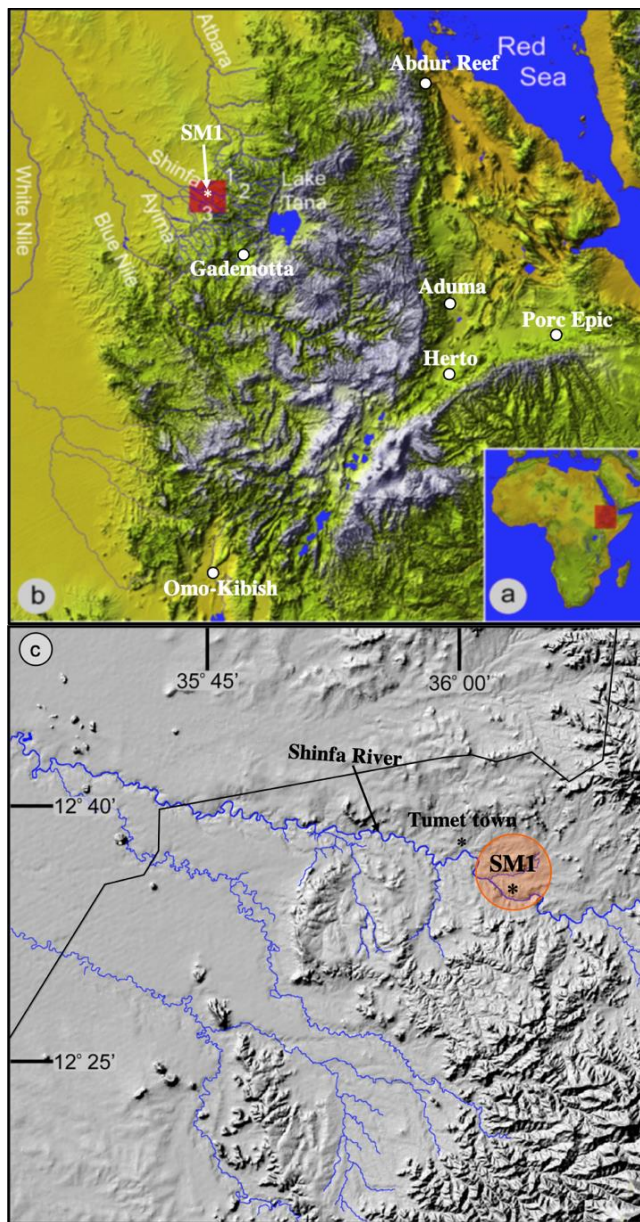 Atbara
Red
Sea
Abdur Reef
SM1
Shinfa
1
2
3
Lake
Tana
White Nile
Blue Nile
Ayima
Gademotta
Aduma
Porc Epic
Herto
Omo-Kibish
b
a
c
35° 45'
36° 00'
Shinfa River
12° 40'
Tumet town
SM1
12° 25'